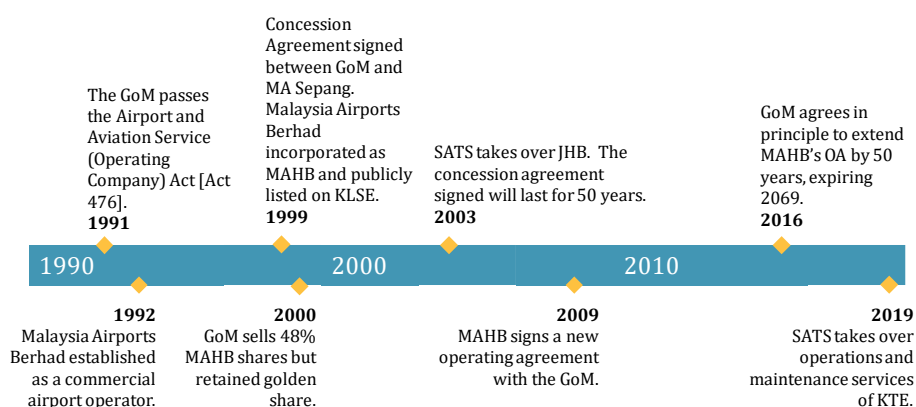 The GoM passes
the Airport and
Aviation Service
(Operating
Company) Act [Act
476].
1991
Concession
Agreement signed
between GoM and
MA Sepang.
Malaysia Airports
Berhad
incorporated as
MAHB and publicly
listed on KLSE.
1999
SATS takes over JHB. The
concession agreement
signed will last for 50 years.
2003
GoM agrees in
principle to extend
MAHB's OA by 50
years, expiring
2069.
2016
1990
2000
2010
1992
Malaysia Airports
Berhad established
as a commercial
airport operator.
2000
GoM sells 48%
MAHB shares but
retained golden
share.
2009
MAHB signs a new
operating agreement
with the GoM.
2019
SATS takes over
operations and
maintenance services
of KTE.